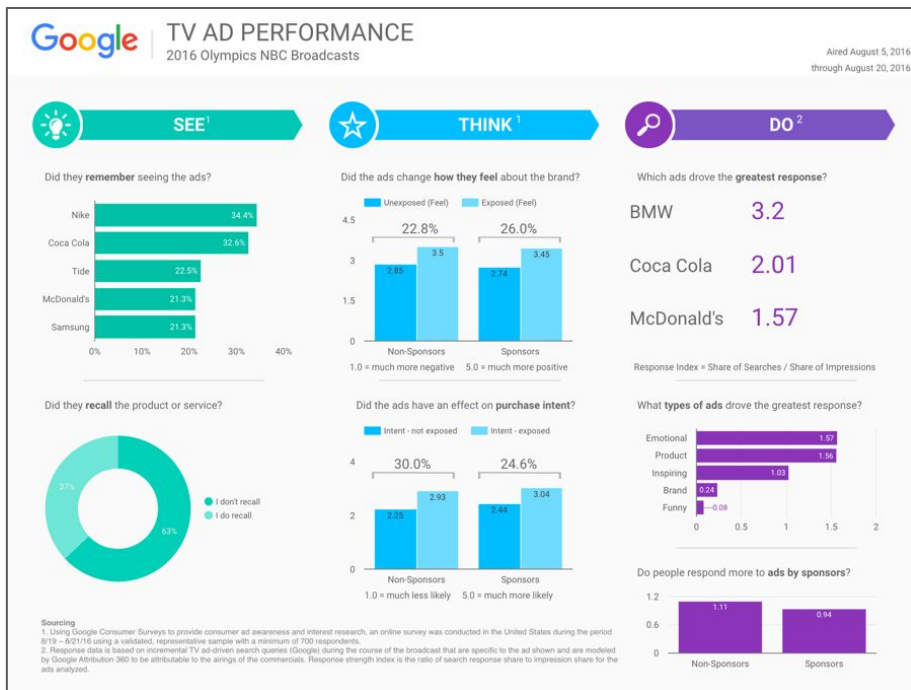 Google
TV AD PERFORMANCE
2016 Olympics NBC Broadcasts
Aired August 5, 2016
through August 20, 2016
SEE1
Did they remember seeing the ads?
Nike
34.4%
Coca Cola
32.6%
Tide
22.5%
McDonald's
21.3%
Samsung
21.3%
0% 10% 20% 30% 40%
Did they recall the product or service?
37%
63%
I don't recall
I do recall
THINK1
Did the ads change how they feel about the brand?
Unexposed (Feel) Exposed (Feel)
4.5
3
1.5
0
22.8% 26.0%
2.85 3.5 2.74 3.45
Non-Sponsors Sponsors
1.0 = much more negative 5.0 = much more positive
Did the ads have an effect on purchase intent?
Intent - not exposed Intent - exposed
4
2
0
30.0% 24.6%
2.25 2.93 2.44 3.04
Non-Sponsors Sponsors
1.0 = much less likely 5.0 = much more likely
DO2
Which ads drove the greatest response?
BMW 3.2
Coca Cola 2.01
McDonald's 1.57
Response Index = Share of Searches / Share of Impressions
What types of ads drove the greatest response?
Emotional 1.57
Product 1.56
Inspiring 1.03
Brand 0.24
Funny 0.08
0 0.5 1 1.5 2
Do people respond more to ads by sponsors?
1.2
0.6
0
1.11 0.94
Non-Sponsors Sponsors
Sourcing
1. Using Google Consumer Surveys to provide consumer ad awareness and interest research, an online survey was conducted in the United States during the period
8/19 – 8/21/16 using a validated, representative sample with a minimum of 700 respondents.
2. Response data is based on incremental TV ad-driven search queries (Google) during the course of the broadcast that are specific to the ad shown and are modeled
by Google Attribution 360 to be attributable to the airings of the commercials. Response strength index is the ratio of search response share to impression share for the
ads analyzed.